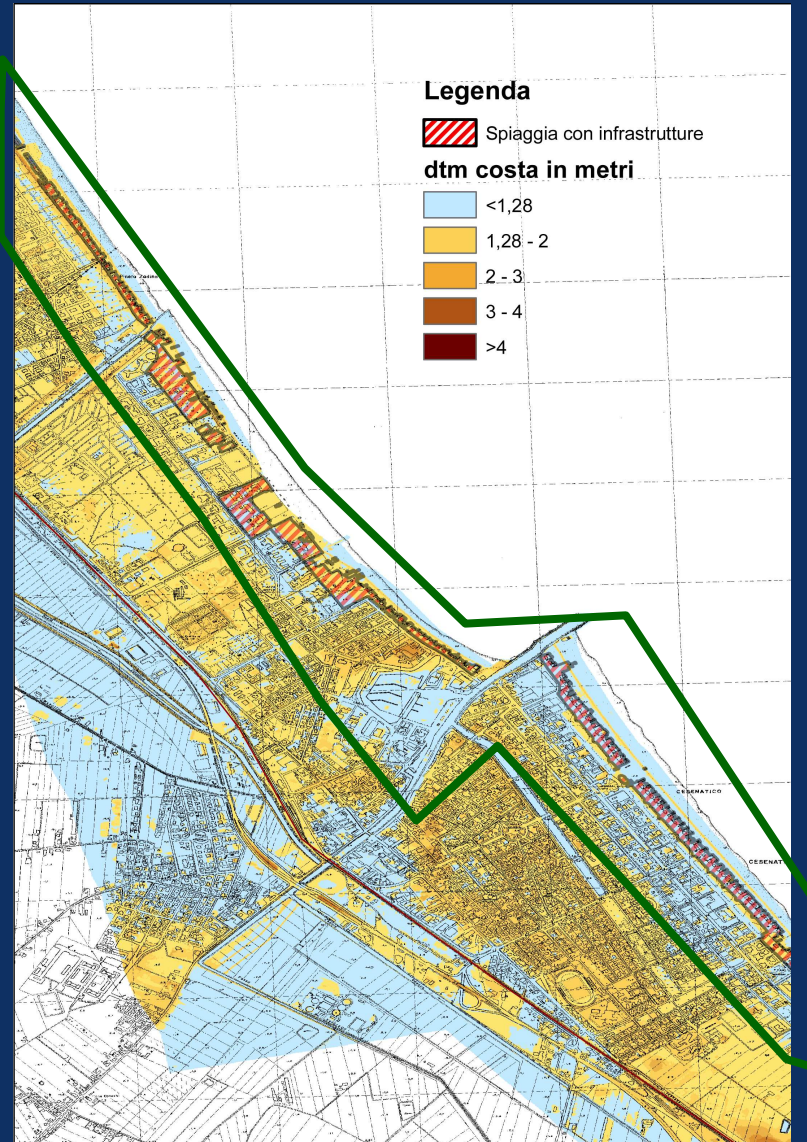 Legenda
Spiaggia con infrastrutture
dtm costa in metri
<1,28
1,28 - 2
2 - 3
3 - 4
>4
CESENATICO
CESENAT